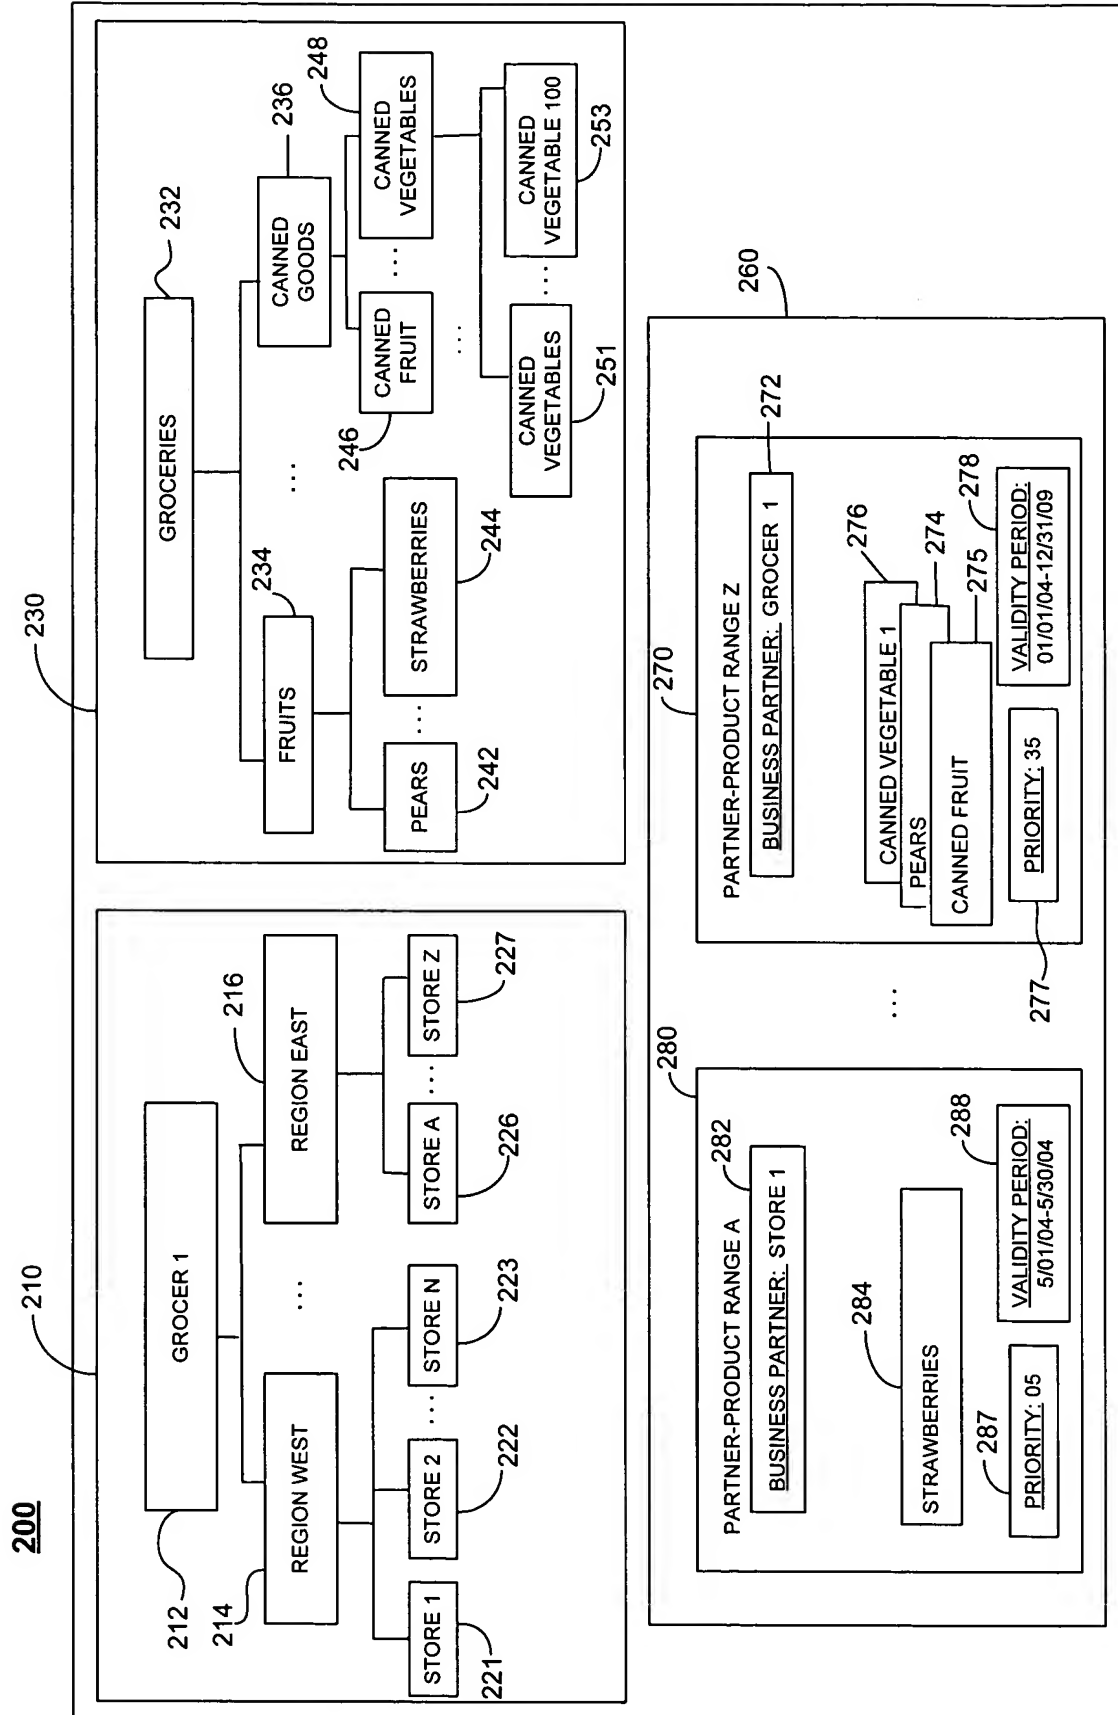 200
210
GROCER 1
212
REGION WEST
214
...
REGION EAST
216
STORE 1
221
STORE 2
222
...
STORE N
223
STORE A
226
...
STORE Z
227
230
GROCERIES
232
FRUITS
234
...
CANNED
GOODS
236
PEARS
242
...
STRAWBERRIES
244
CANNED
FRUIT
246
...
CANNED
VEGETABLES
248
...
CANNED
VEGETABLES
251
...
CANNED
VEGETABLE 100
253
260
280
PARTNER-PRODUCT RANGE A
BUSINESS PARTNER: STORE 1
282
STRAWBERRIES
284
PRIORITY: 05
287
VALIDITY PERIOD:
5/01/04-5/30/04
288
...
270
PARTNER-PRODUCT RANGE Z
BUSINESS PARTNER: GROCER 1
272
CANNED VEGETABLE 1
276
PEARS
274
CANNED FRUIT
275
PRIORITY: 35
277
VALIDITY PERIOD:
01/01/04-12/31/09
278